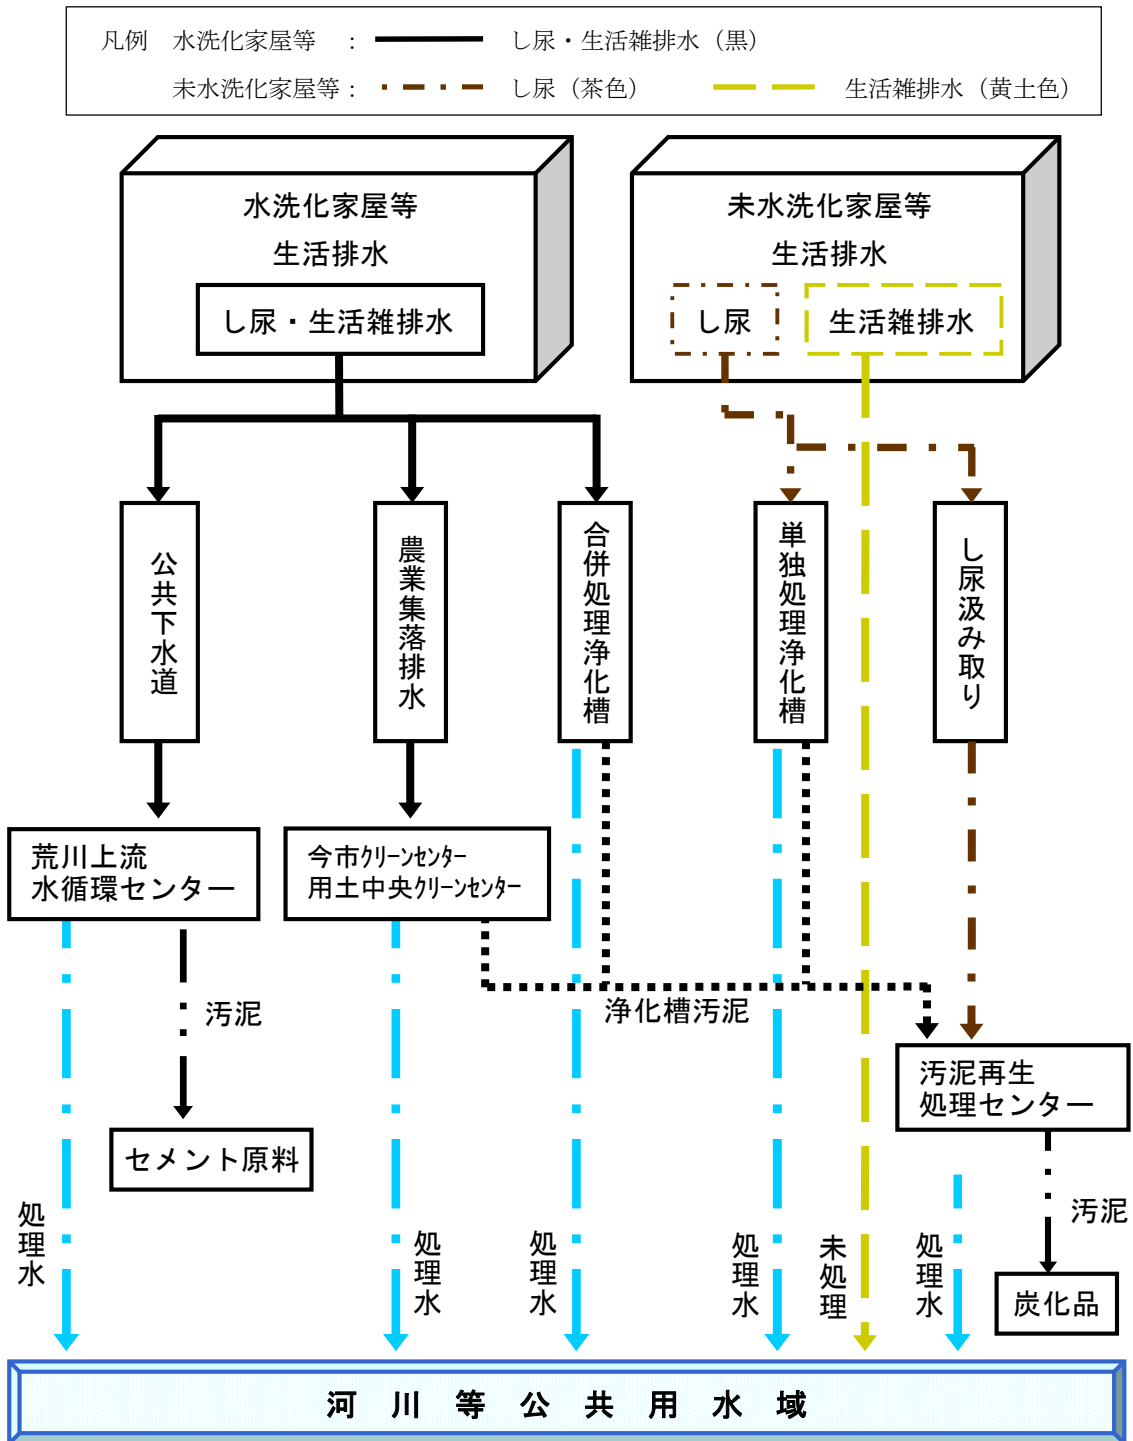 凡例 水洗化家屋等 : し尿・生活雑排水（黒）
未水洗化家屋等 : し尿（茶色） 生活雑排水（黄土色）
水洗化家屋等
生活排水
し尿・生活雑排水
未水洗化家屋等
生活排水
し尿
生活雑排水
公共下水道
農業集落排水
合併処理浄化槽
単独処理浄化槽
し尿汲み取り
荒川上流
水循環センター
今市クリーンセンター
用土中央クリーンセンター
汚泥
浄化槽汚泥
汚泥再生
処理センター
セメント原料
汚泥
炭化品
処理水
処理水
処理水
処理水
未処理
処理水
河川等公共用水域